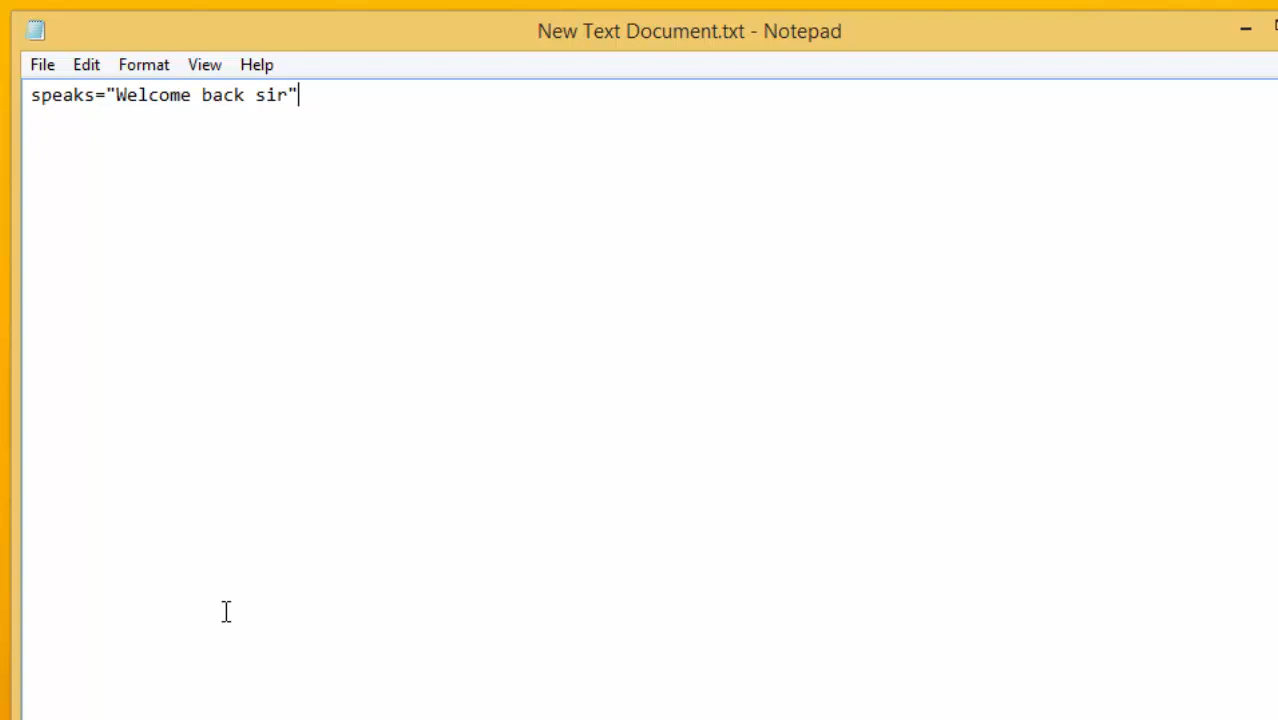 New Text Document.txt - Notepad
File Edit Format View Help
speaks="Welcome back sir"